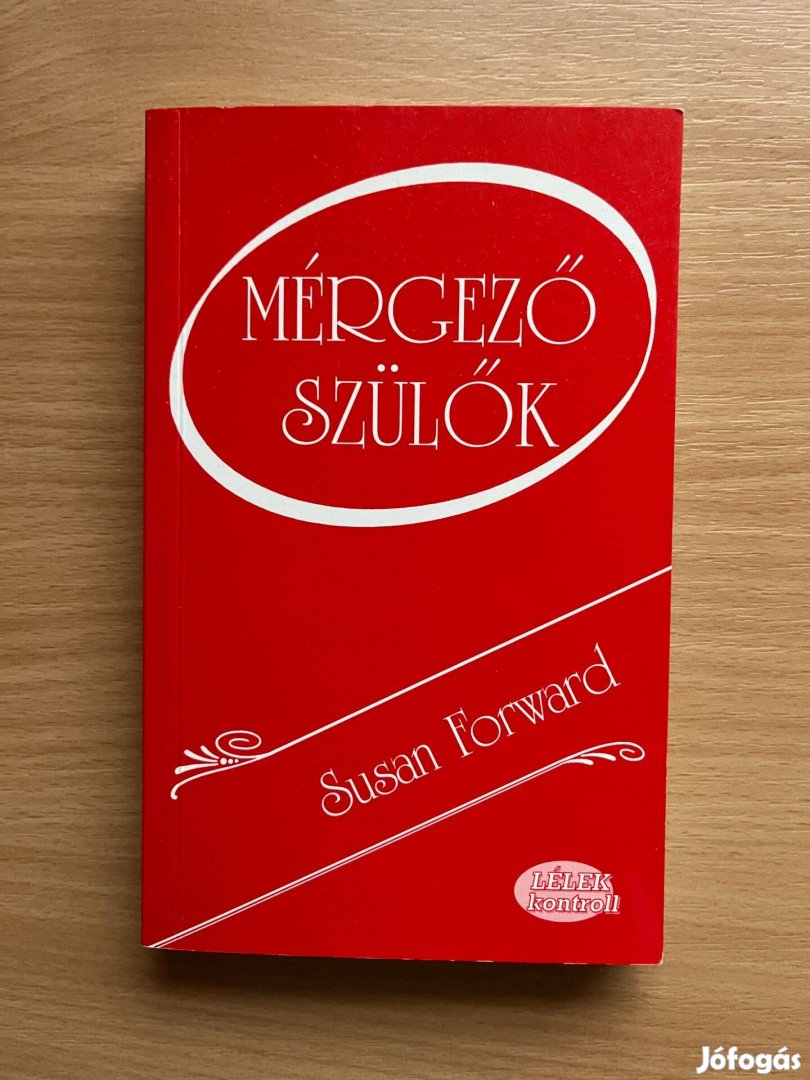 MÉRGEZŐ
SZÜLŐK
Susan Forward
LÉLEK
kontroll
Jófogás